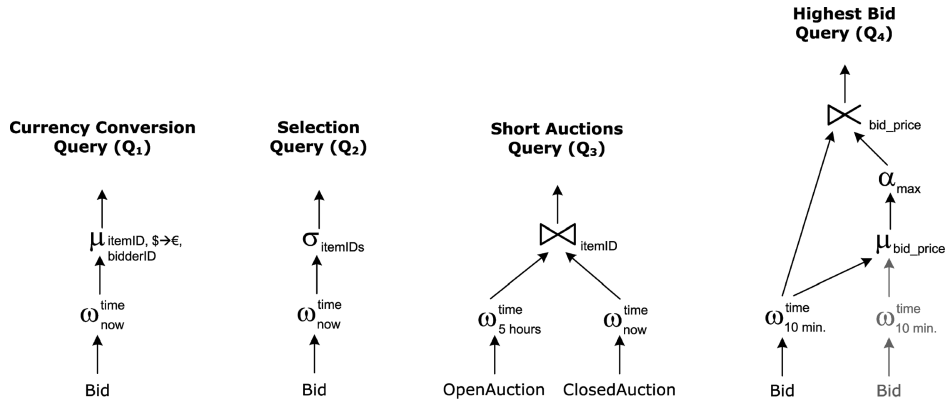 Currency Conversion
Query (Q₁)
μ itemID, $→€,
bidderID
ω time
now
Bid
Selection
Query (Q₂)
σ itemIDs
ω time
now
Bid
Short Auctions
Query (Q₃)
⋈ itemID
ω time
5 hours
ω time
now
OpenAuction
ClosedAuction
Highest Bid
Query (Q₄)
⋉ bid_price
α max
μ bid_price
ω time
10 min.
ω time
10 min.
Bid
Bid